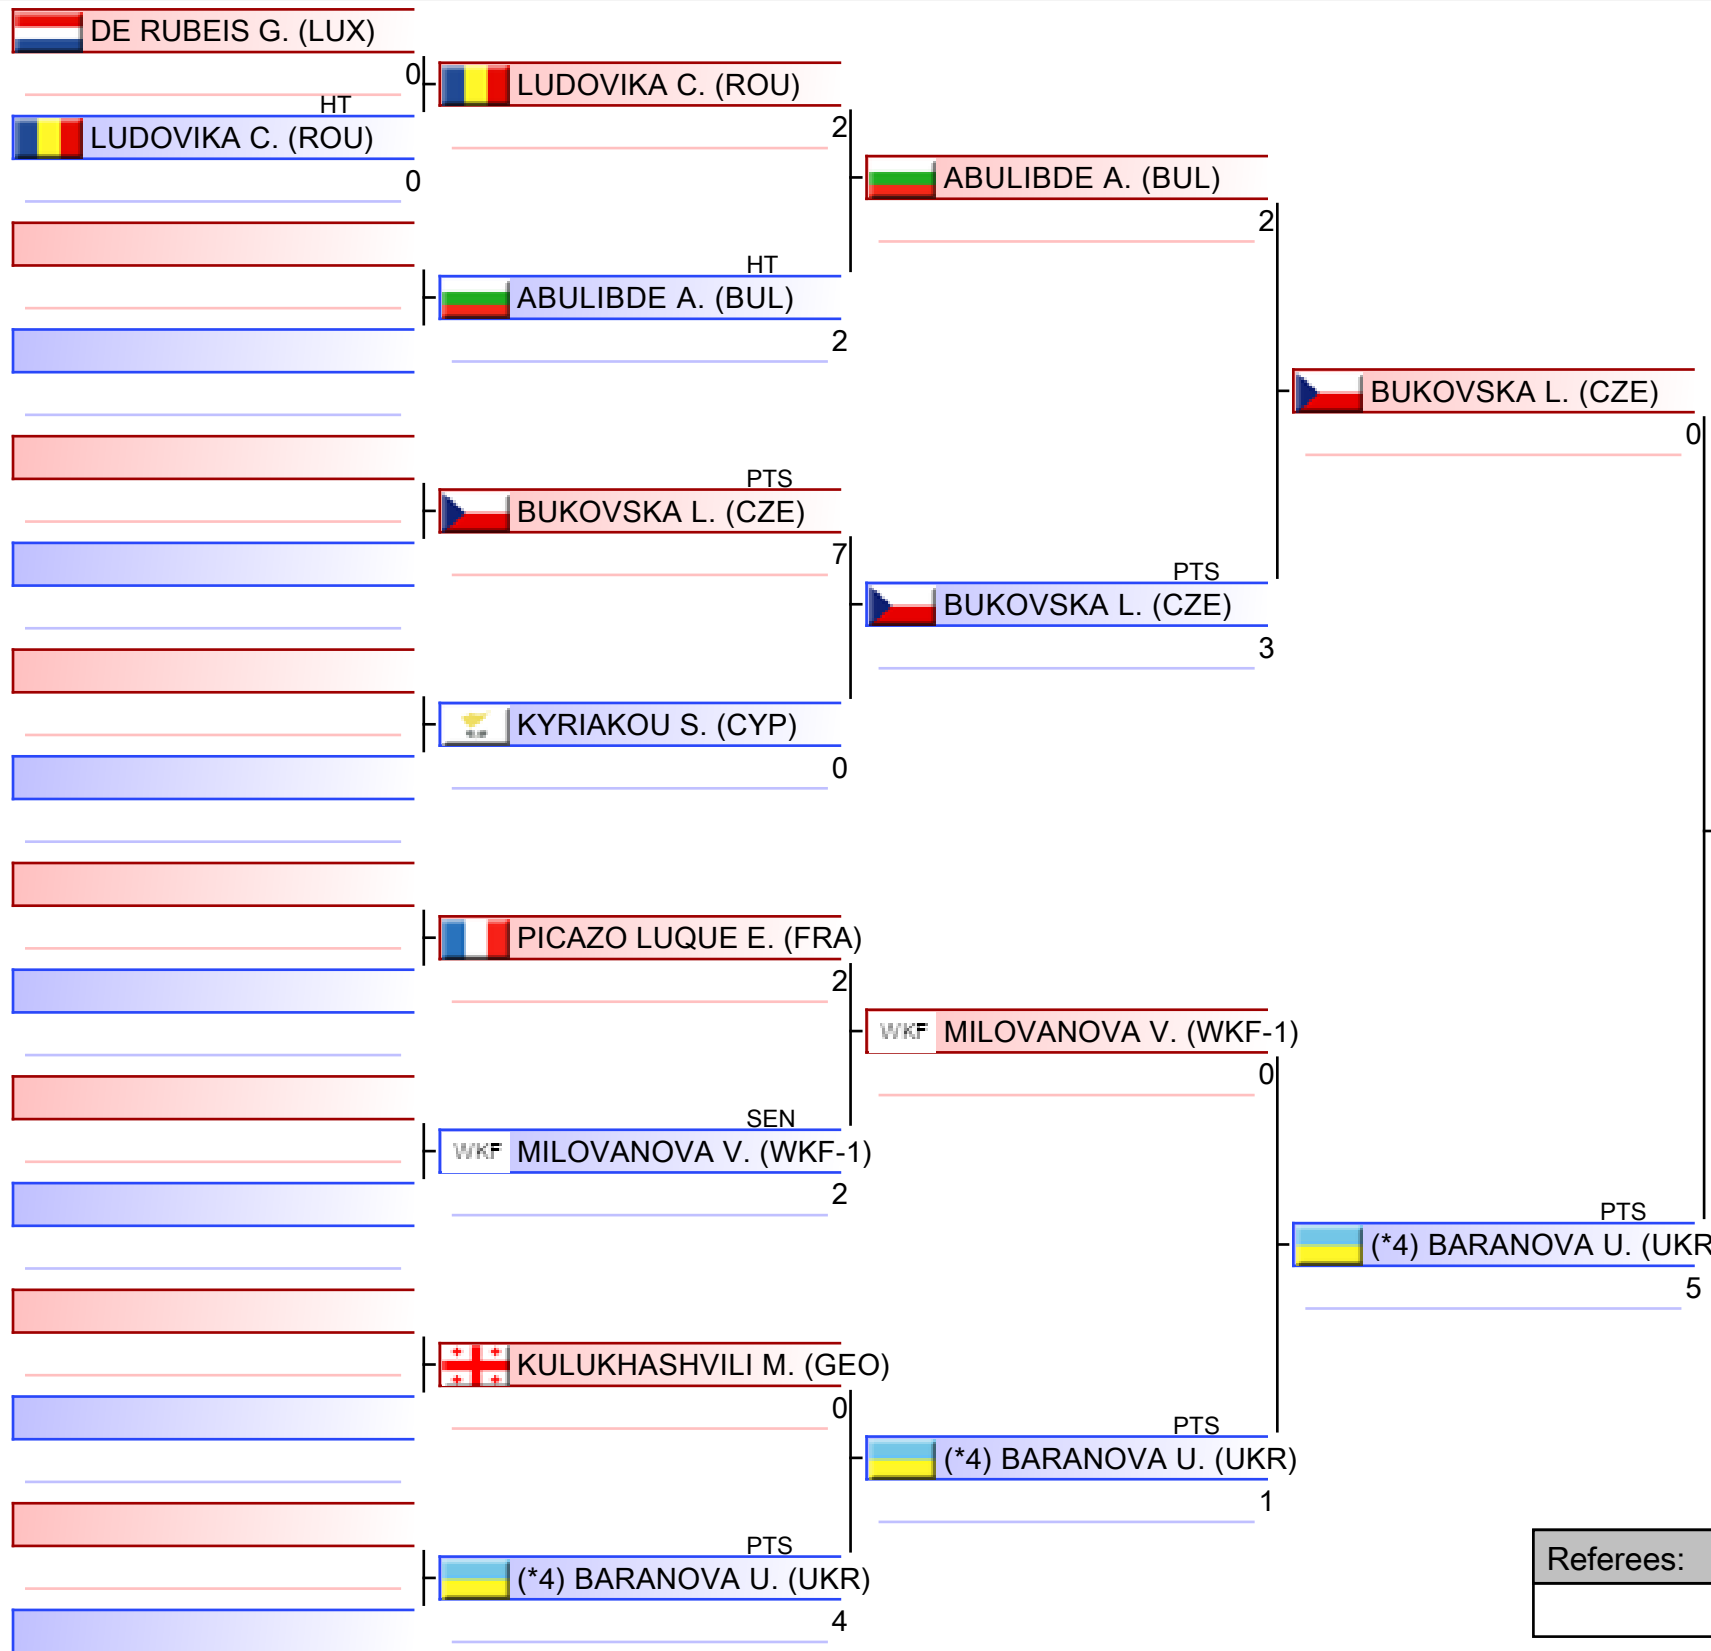 DE RUBEIS G. (LUX)
0
HT
LUDOVIKA C. (ROU)
0
LUDOVIKA C. (ROU)
2
HT
ABULIBDE A. (BUL)
2
PTS
BUKOVSKA L. (CZE)
7
KYRIAKOU S. (CYP)
0
PICAZO LUQUE E. (FRA)
2
SEN
WKF MILOVANOVA V. (WKF-1)
2
KULUKHASHVILI M. (GEO)
0
PTS
(*4) BARANOVA U. (UKR)
4
ABULIBDE A. (BUL)
2
PTS
BUKOVSKA L. (CZE)
3
WKF MILOVANOVA V. (WKF-1)
0
PTS
(*4) BARANOVA U. (UKR)
1
BUKOVSKA L. (CZE)
0
PTS
(*4) BARANOVA U. (UKR
5
Referees: